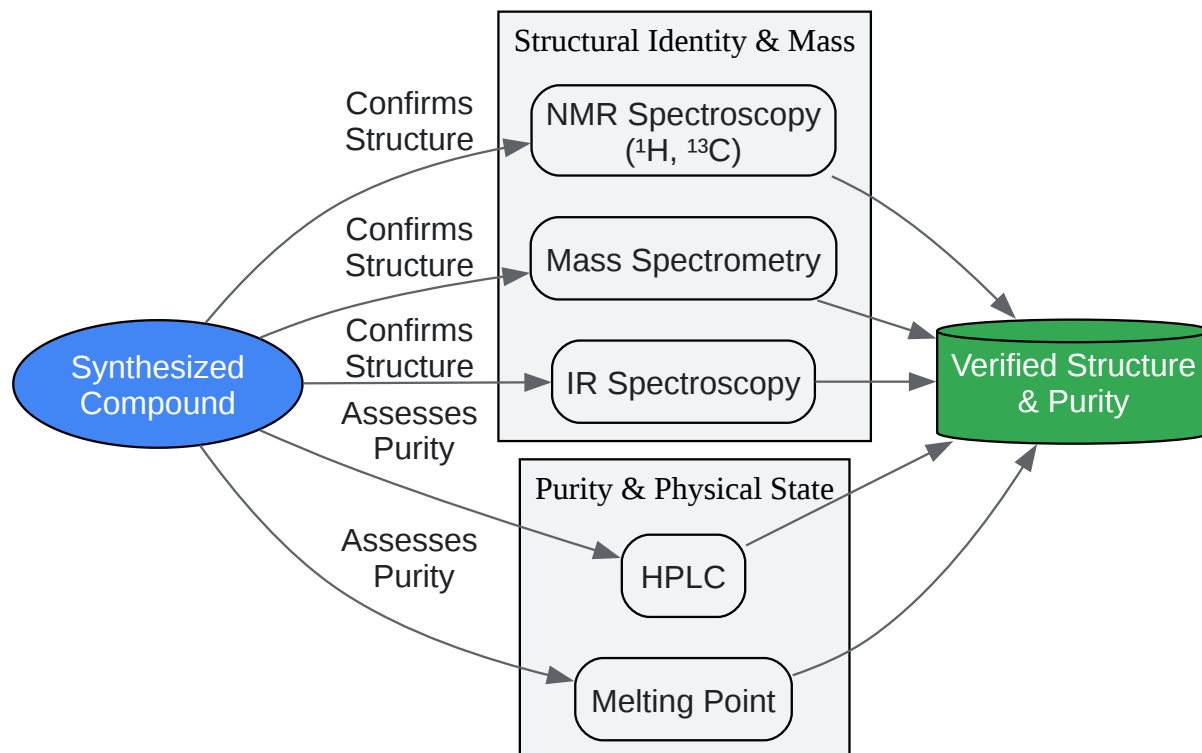 Structural Identity & Mass
Confirms
Structure
NMR Spectroscopy
(¹H, ¹³C)
Confirms
Structure
Mass Spectrometry
Confirms
Structure
IR Spectroscopy
Synthesized
Compound
Verified Structure
& Purity
Assesses
Purity
Purity & Physical State
HPLC
Assesses
Purity
Melting Point